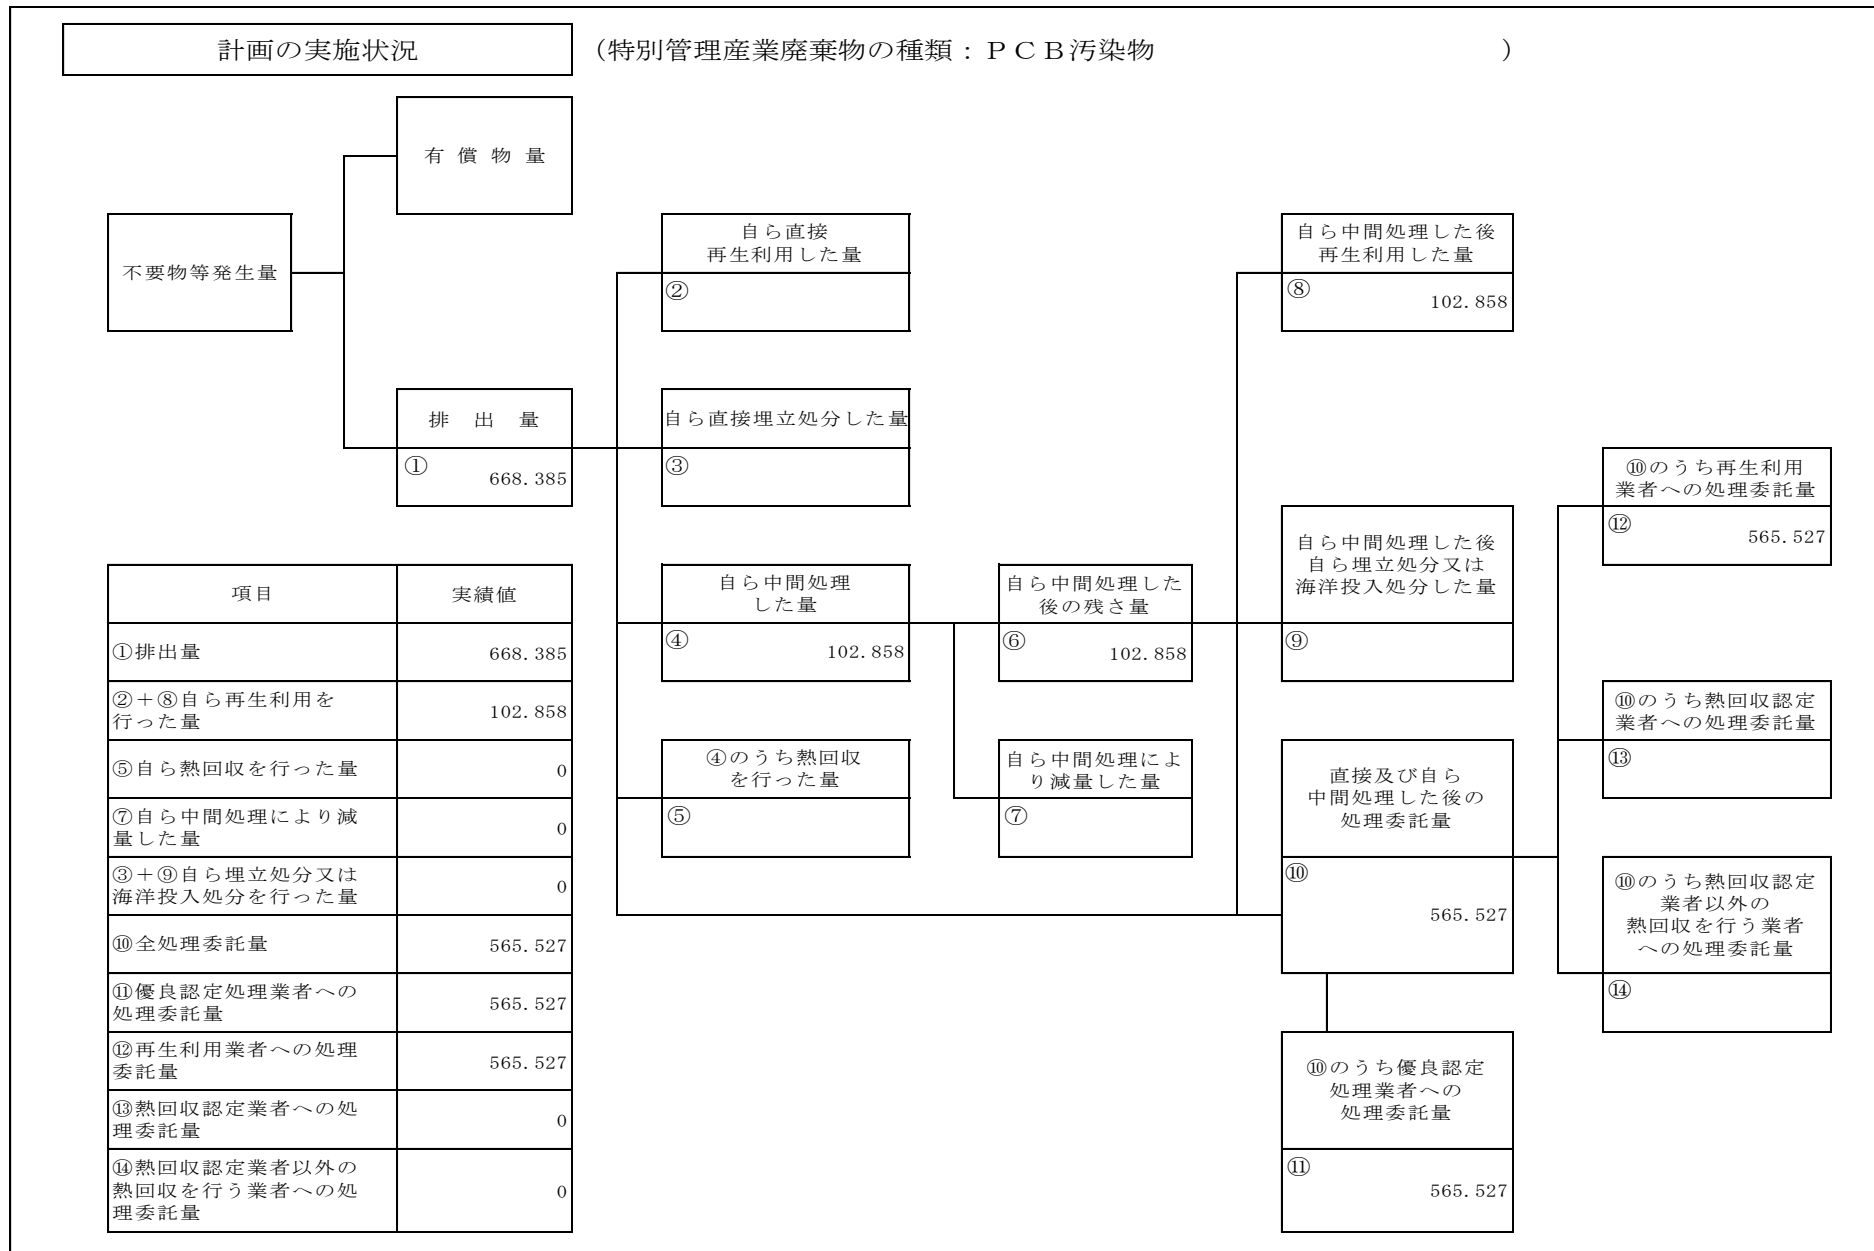 計画の実施状況
（特別管理産業廃棄物の種類：ＰＣＢ汚染物　　　　　　　　　　　　　　　）
有 償 物 量
不要物等発生量
自ら直接
再生利用した量
②
自ら中間処理した後
再生利用した量
⑧
102.858
排　出　量
①
668.385
自ら直接埋立処分した量
③
⑩のうち再生利用
業者への処理委託量
⑫
565.527
自ら中間処理した後
自ら埋立処分又は
海洋投入処分した量
⑨
自ら中間処理
した量
④
102.858
自ら中間処理した
後の残さ量
⑥
102.858
⑩のうち熱回収認定
業者への処理委託量
⑬
④のうち熱回収
を行った量
⑤
自ら中間処理によ
り減量した量
⑦
直接及び自ら
中間処理した後の
処理委託量
⑩
565.527
⑩のうち熱回収認定
業者以外の
熱回収を行う業者
への処理委託量
⑭
⑩のうち優良認定
処理業者への
処理委託量
⑪
565.527
項目　実績値
①排出量　668.385
②＋⑧自ら再生利用を
行った量　102.858
⑤自ら熱回収を行った量　0
⑦自ら中間処理により減
量した量　0
③＋⑨自ら埋立処分又は
海洋投入処分を行った量　0
⑩全処理委託量　565.527
⑪優良認定処理業者への
処理委託量　565.527
⑫再生利用業者への処理
委託量　565.527
⑬熱回収認定業者への処
理委託量　0
⑭熱回収認定業者以外の
熱回収を行う業者への処
理委託量　0